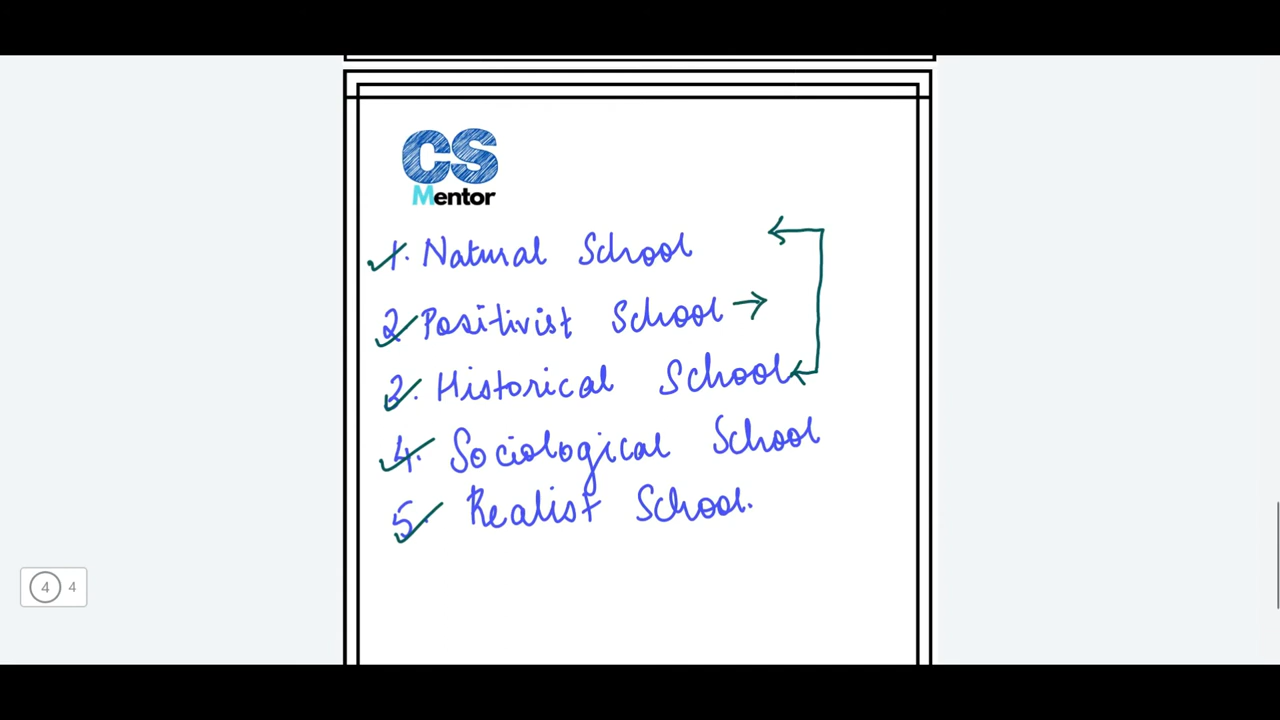 CS
Mentor
1. Natural School
2. Positivist School
3. Historical School
4. Sociological School
5. Realist School.
4 4